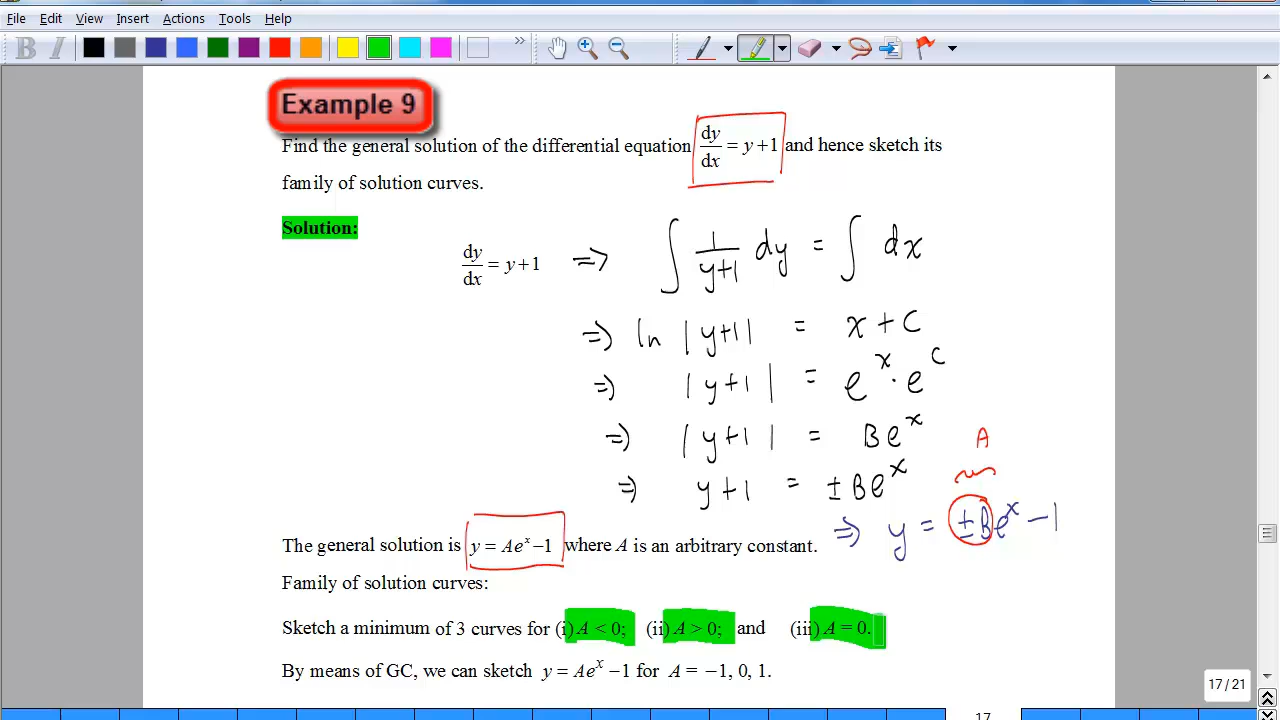 File Edit View Insert Actions Tools Help
B I
Example 9
Find the general solution of the differential equation dy/dx = y+1 and hence sketch its
family of solution curves.
Solution:
dy/dx = y+1 => ∫ 1/(y+1) dy = ∫ dx
=> ln |y+1| = x + C
=> |y+1| = e^x · e^C
=> |y+1| = Be^x
A
=> y+1 = ±Be^x
=> y = ±Be^x −1
The general solution is y = Ae^x −1 where A is an arbitrary constant.
Family of solution curves:
Sketch a minimum of 3 curves for (i) A < 0; (ii) A > 0; and (iii) A = 0.
By means of GC, we can sketch y = Ae^x −1 for A = −1, 0, 1.
17/21
17